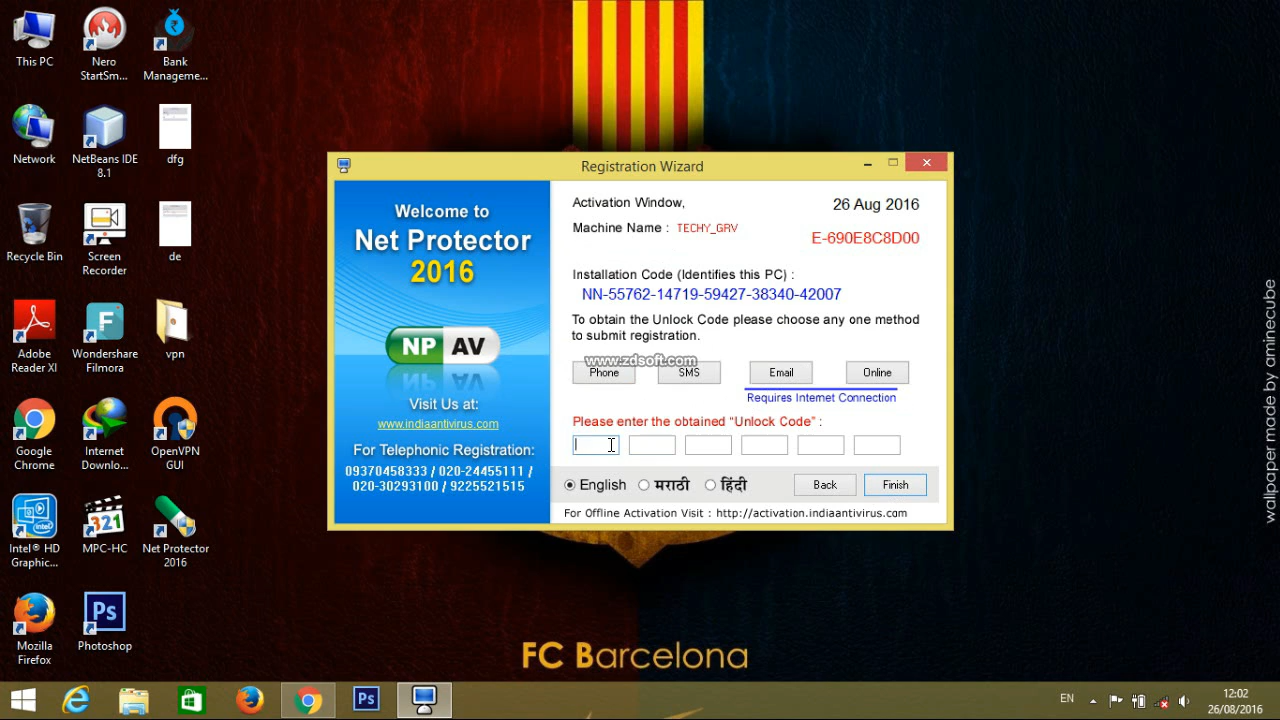 This PC
Nero
StartSm...
Bank
Manageme...
Network
NetBeans IDE
8.1
dfg
Recycle Bin
Screen
Recorder
de
Adobe
Reader XI
Wondershare
Filmora
vpn
Google
Chrome
Internet
Downlo...
OpenVPN
GUI
Intel® HD
Graphic...
MPC-HC
321
Net Protector
2016
Mozilla
Firefox
Ps
Photoshop
Registration Wizard
Welcome to
Net Protector
2016
NP AV
Visit Us at:
www.indiaantivirus.com
For Telephonic Registration:
09370458333 / 020-24455111 /
020-30293100 / 9225521515
Activation Window,
26 Aug 2016
Machine Name : TECHY_GRV
E-690E8C8D00
Installation Code (Identifies this PC) :
NN-55762-14719-59427-38340-42007
To obtain the Unlock Code please choose any one method
to submit registration.
www.zdsoft.com
Phone SMS Email Online
Requires Internet Connection
Please enter the obtained “Unlock Code” :
English मराठी हिंदी Back Finish
For Offline Activation Visit : http://activation.indiaantivirus.com
FC Barcelona
wallpaper made by aminecube
Ps
EN
12:02
26/08/2016